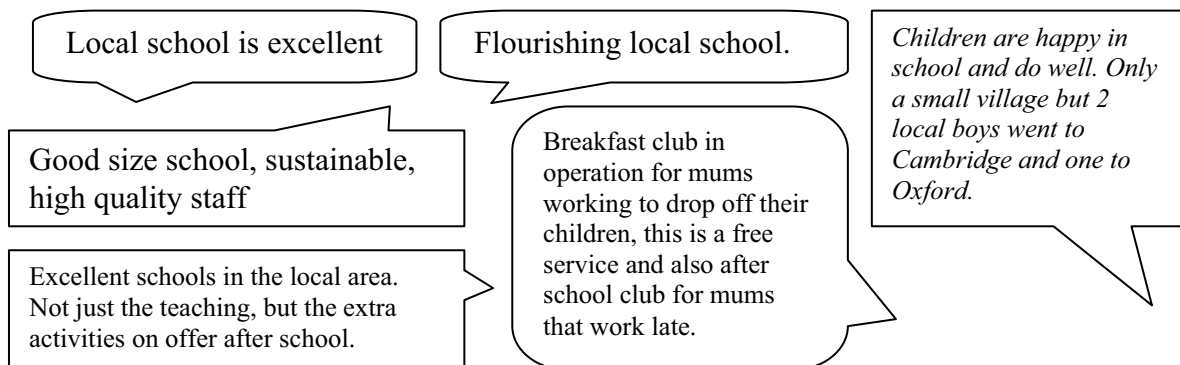 Local school is excellent
Flourishing local school.
Children are happy in
school and do well. Only
a small village but 2
local boys went to
Cambridge and one to
Oxford.
Good size school, sustainable,
high quality staff
Breakfast club in
operation for mums
working to drop off their
children, this is a free
service and also after
school club for mums
that work late.
Excellent schools in the local area.
Not just the teaching, but the extra
activities on offer after school.